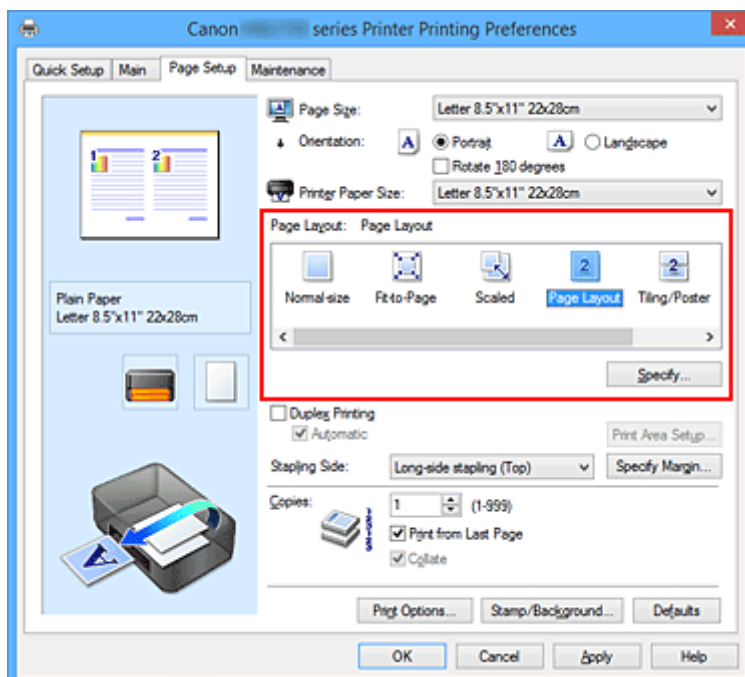 Canon series Printer Printing Preferences
Quick Setup Main Page Setup Maintenance
Page Size: Letter 8.5"x11" 22x28cm
Orientation: A Portrait A Landscape
Rotate 180 degrees
Printer Paper Size: Letter 8.5"x11" 22x28cm
Page Layout: Page Layout
1 2
2 2
Normal-size Fit-to-Page Scaled Page Layout Tiling/Poster
Plain Paper
Letter 8.5"x11" 22x28cm
Specify...
Duplex Printing
Automatic
Print Area Setup...
Stapling Side: Long-side stapling (Top) Specify Margin...
Copies: 1 (1-999)
Print from Last Page
Collate
A
Print Options... Stamp/Background... Defaults
OK Cancel Apply Help